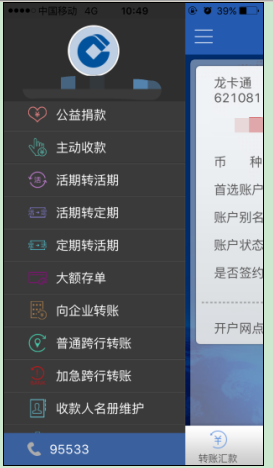 中国移动 4G 10:49 39%
公益捐款
主动收款
活期转活期
活期转定期
定期转活期
大额存单
向企业转账
普通跨行转账
加急跨行转账
收款人名册维护
95533
龙卡通
621081
币 种
首选账户
账户别名
账户状态
是否签约
开户网点
转账汇款